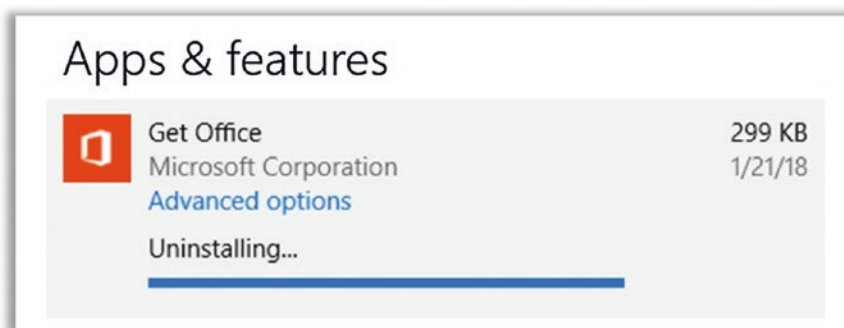 Apps & features
Get Office 299 KB
Microsoft Corporation 1/21/18
Advanced options
Uninstalling...